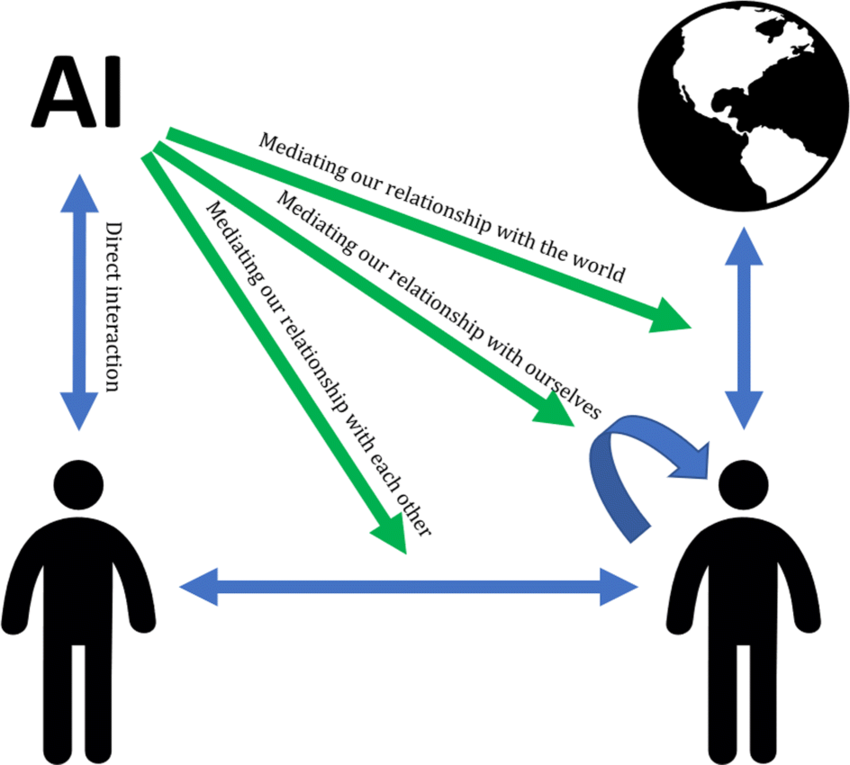 AI
Mediating our relationship with the world
Mediating our relationship with ourselves
Mediating our relationship with each other
Direct interaction